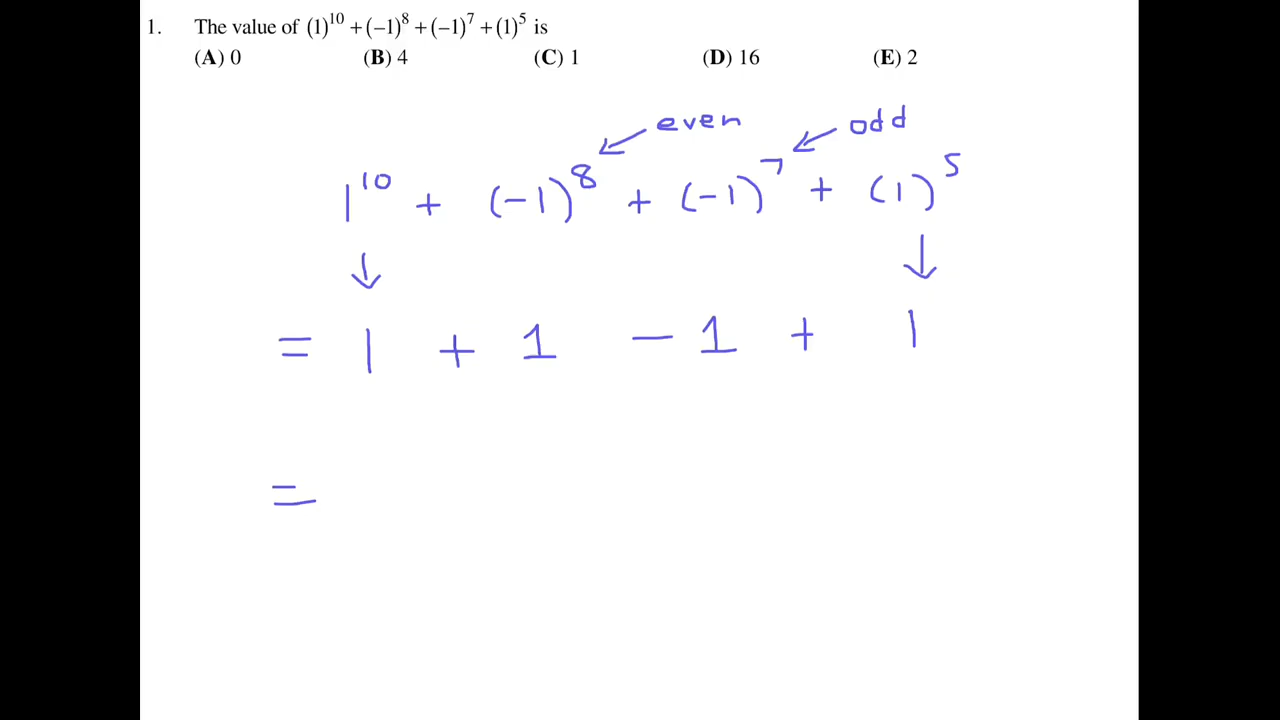 1. The value of (1)^10 + (−1)^8 + (−1)^7 + (1)^5 is
(A) 0 (B) 4 (C) 1 (D) 16 (E) 2
even odd
1^10 + (−1)^8 + (−1)^7 + (1)^5
↓ ↓
= 1 + 1 − 1 + 1
=